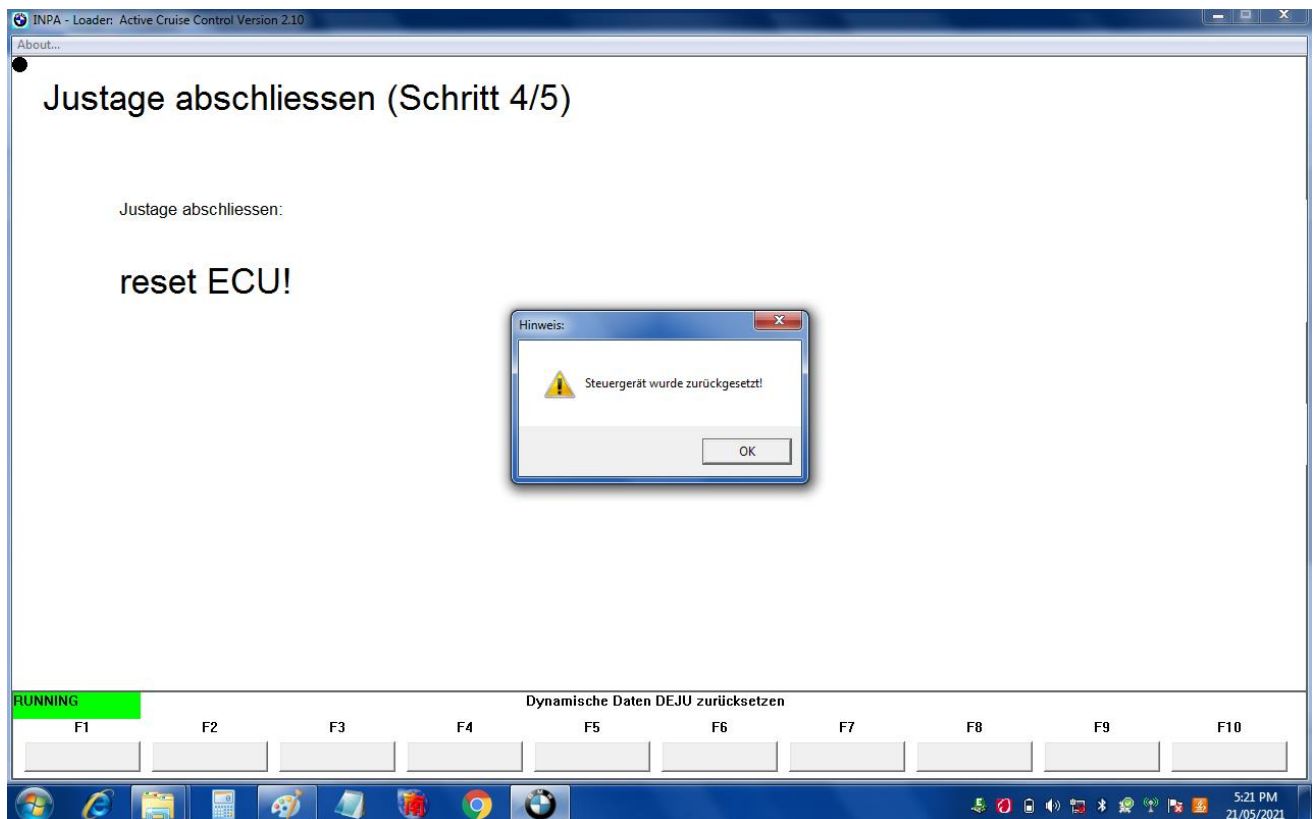 INPA - Loader: Active Cruise Control Version 2.10
About...
Justage abschliessen (Schritt 4/5)
Justage abschliessen:
reset ECU!
Hinweis:
Steuergerät wurde zurückgesetzt!
OK
RUNNING
Dynamische Daten DEJU zurücksetzen
F1 F2 F3 F4 F5 F6 F7 F8 F9 F10
5:21 PM
21/05/2021